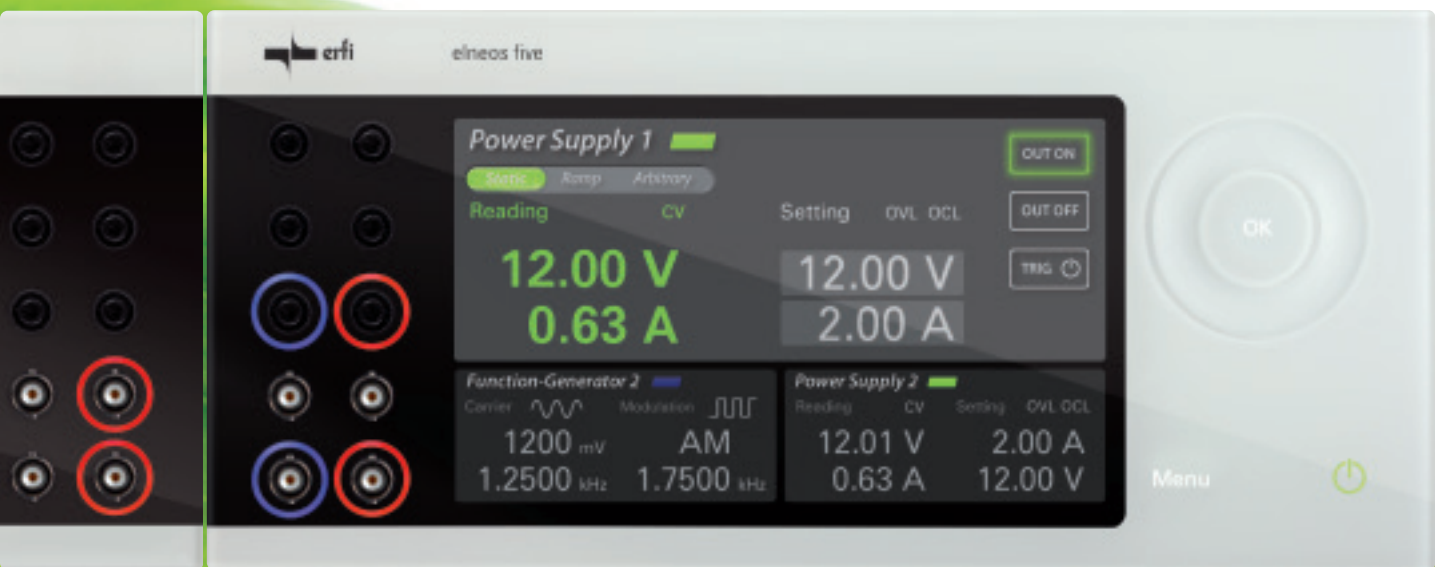 erfi
elneos five
Power Supply 1
Static Ramp Arbitrary
Reading CV
Setting OVL OCL
12.00 V
0.63 A
12.00 V
2.00 A
OUT ON
OUT OFF
TRIG
OK
Function-Generator 2
Carrier Modulation
1200 mV AM
1.2500 kHz 1.7500 kHz
Power Supply 2
Reading CV Setting OVL OCL
12.01 V 2.00 A
0.63 A 12.00 V
Menu